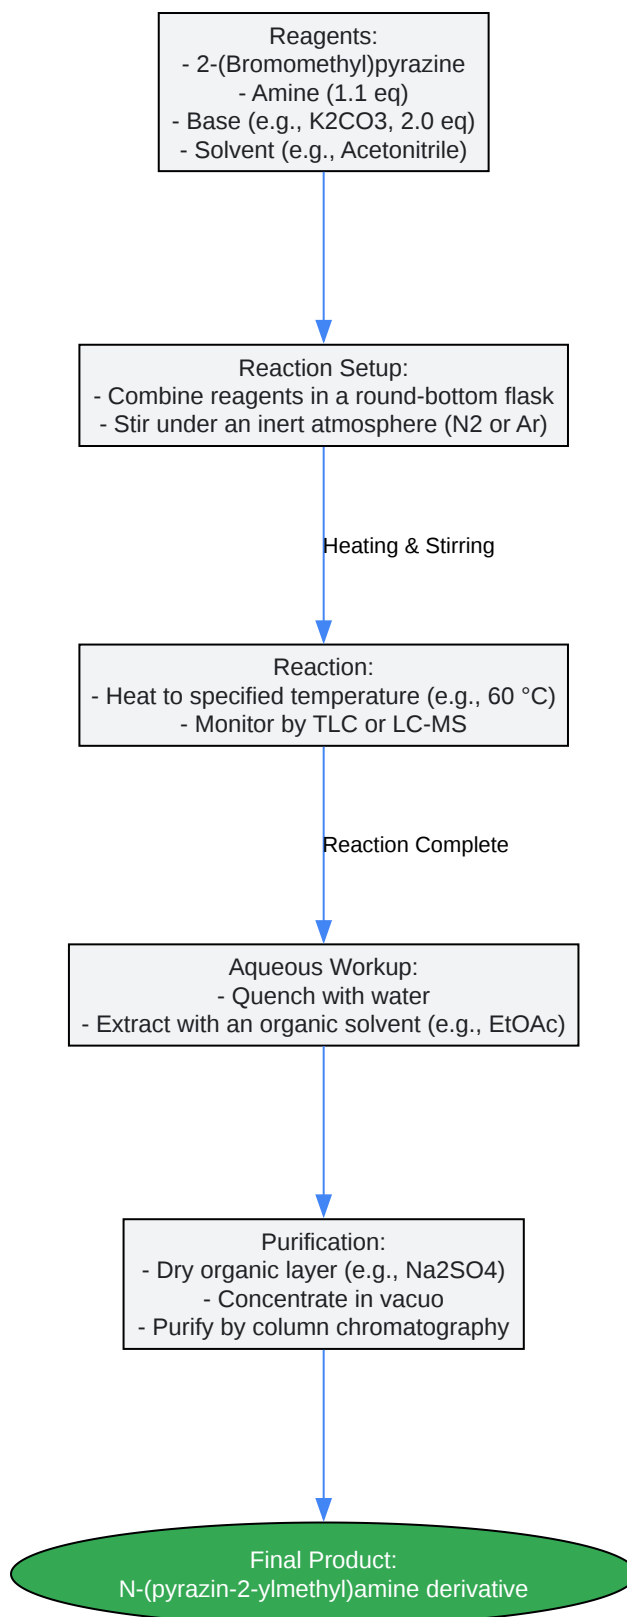 Reagents:
- 2-(Bromomethyl)pyrazine
- Amine (1.1 eq)
- Base (e.g., K2CO3, 2.0 eq)
- Solvent (e.g., Acetonitrile)
Reaction Setup:
- Combine reagents in a round-bottom flask
- Stir under an inert atmosphere (N2 or Ar)
Heating & Stirring
Reaction:
- Heat to specified temperature (e.g., 60 °C)
- Monitor by TLC or LC-MS
Reaction Complete
Aqueous Workup:
- Quench with water
- Extract with an organic solvent (e.g., EtOAc)
Purification:
- Dry organic layer (e.g., Na2SO4)
- Concentrate in vacuo
- Purify by column chromatography
Final Product:
N-(pyrazin-2-ylmethyl)amine derivative